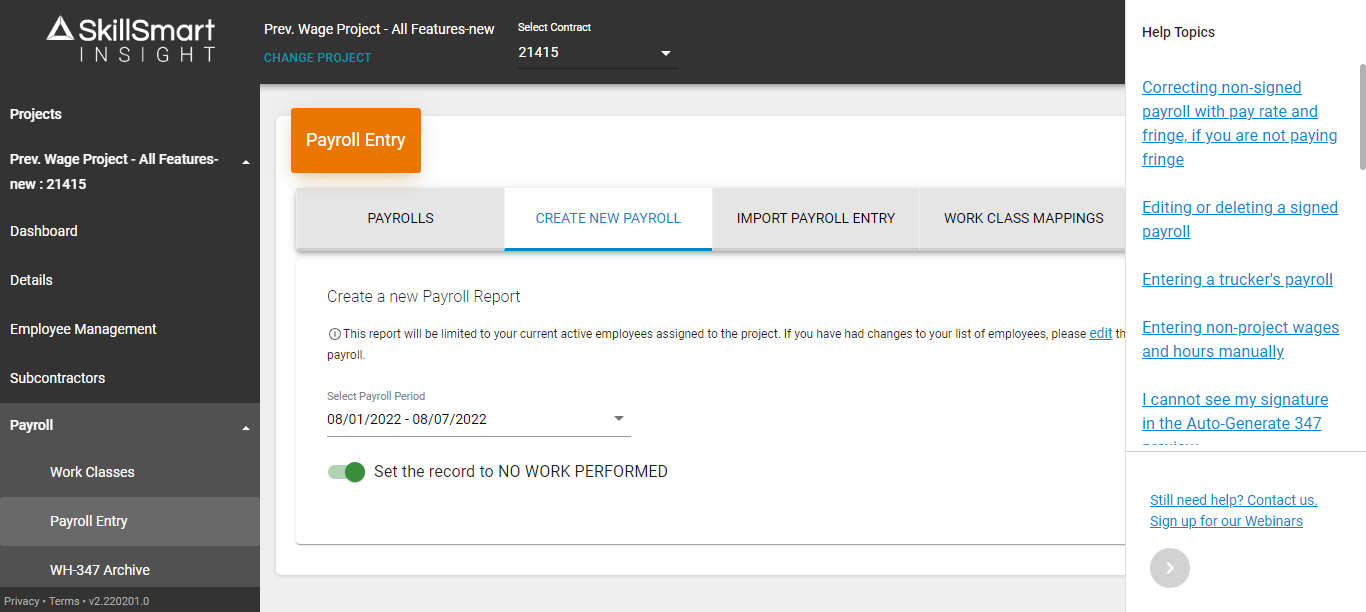 SkillSmart
INSIGHT
Prev. Wage Project - All Features-new
CHANGE PROJECT
Select Contract
21415
Projects
Prev. Wage Project - All Features-
new : 21415
Dashboard
Details
Employee Management
Subcontractors
Payroll
Work Classes
Payroll Entry
WH-347 Archive
Privacy • Terms • v2.220201.0
Payroll Entry
PAYROLLS
CREATE NEW PAYROLL
IMPORT PAYROLL ENTRY
WORK CLASS MAPPINGS
Create a new Payroll Report
This report will be limited to your current active employees assigned to the project. If you have had changes to your list of employees, please edit th
payroll.
Select Payroll Period
08/01/2022 - 08/07/2022
Set the record to NO WORK PERFORMED
Help Topics
Correcting non-signed
payroll with pay rate and
fringe, if you are not paying
fringe
Editing or deleting a signed
payroll
Entering a trucker's payroll
Entering non-project wages
and hours manually
I cannot see my signature
in the Auto-Generate 347
preview
Still need help? Contact us.
Sign up for our Webinars